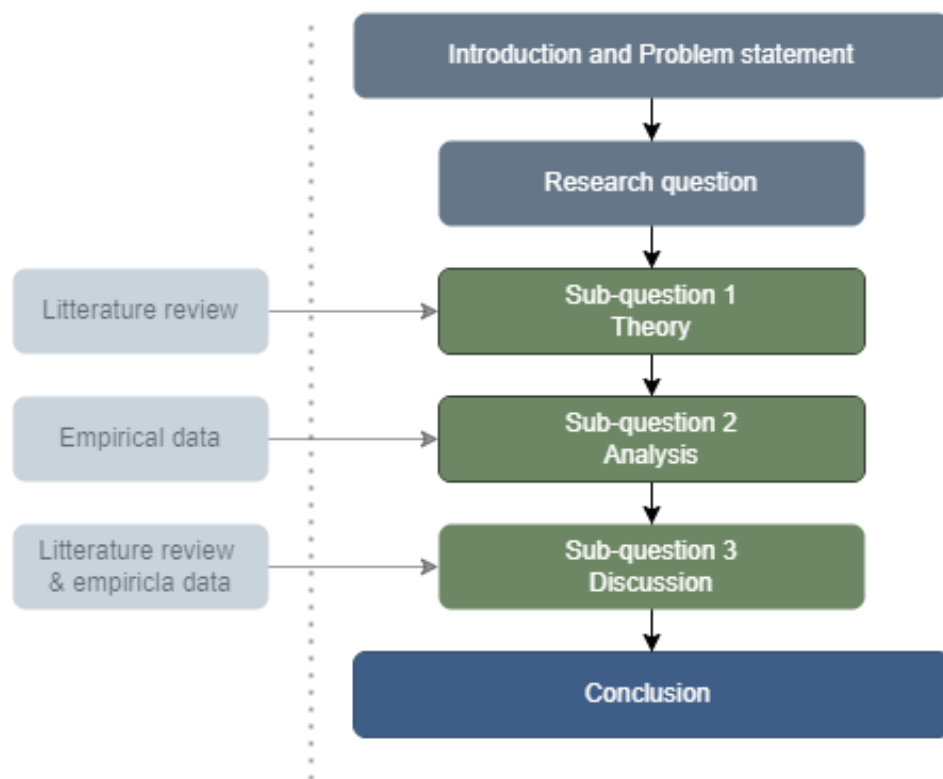 Introduction and Problem statement
Research question
Litterature review
Sub-question 1
Theory
Empirical data
Sub-question 2
Analysis
Litterature review
& empiricla data
Sub-question 3
Discussion
Conclusion